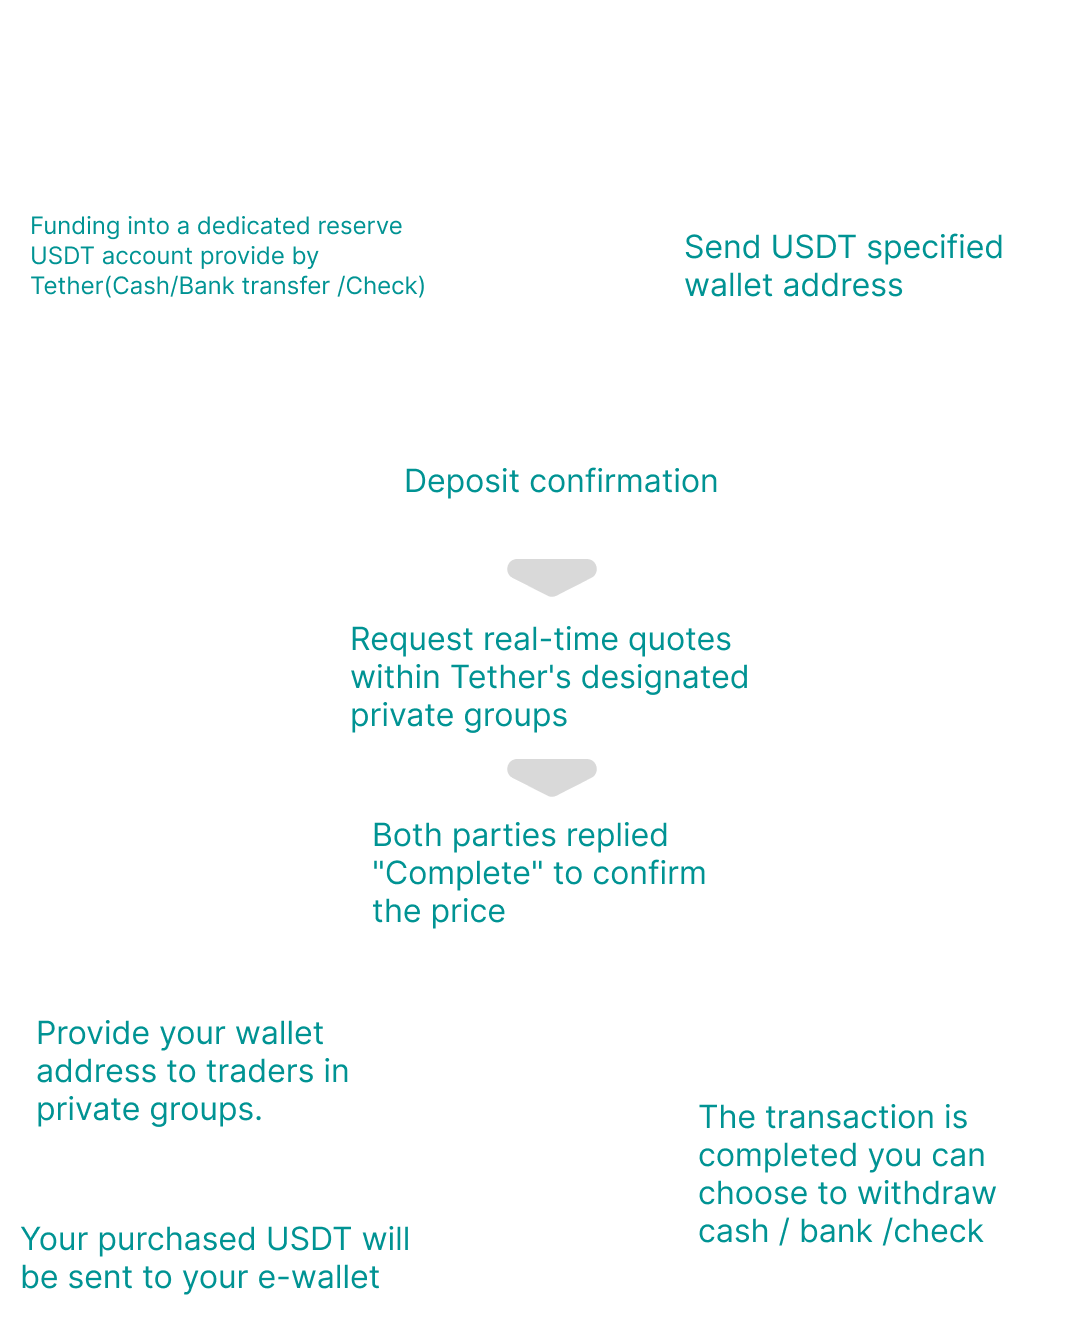 Funding into a dedicated reserve
USDT account provide by
Tether(Cash/Bank transfer /Check)
Send USDT specified
wallet address
Deposit confirmation
Request real-time quotes
within Tether's designated
private groups
Both parties replied
"Complete" to confirm
the price
Provide your wallet
address to traders in
private groups.
The transaction is
completed you can
choose to withdraw
cash / bank /check
Your purchased USDT will
be sent to your e-wallet